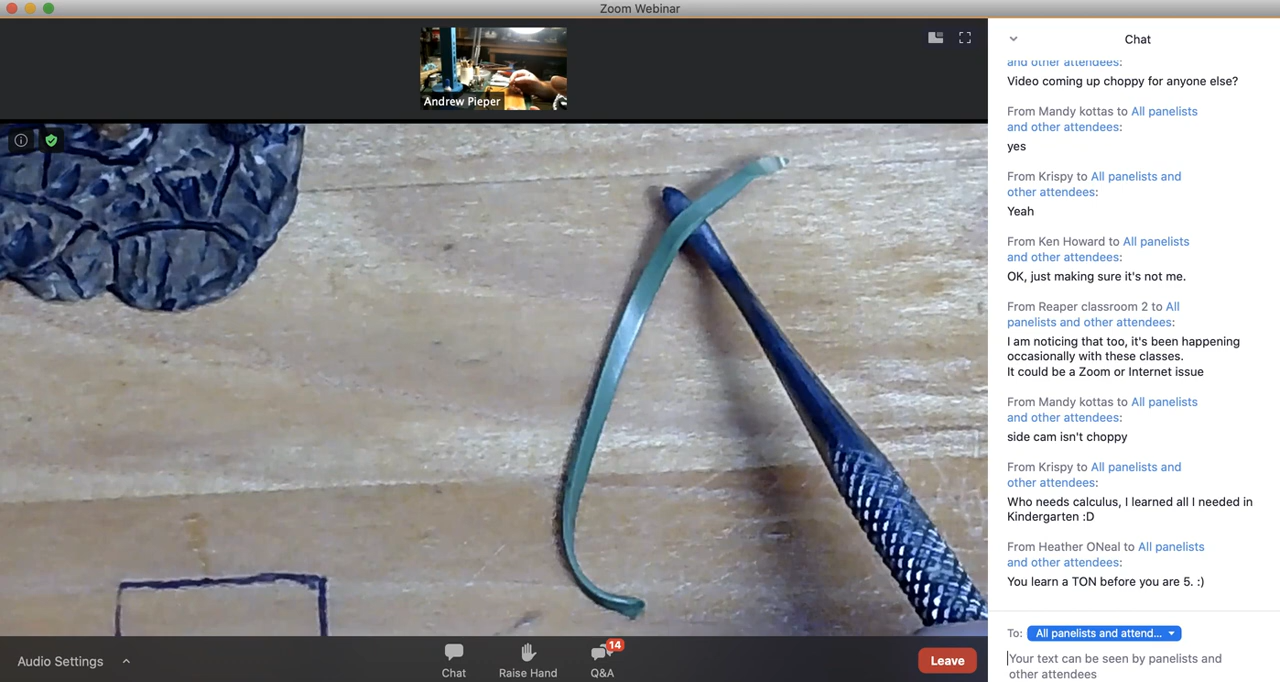 Zoom Webinar
Andrew Pieper
Chat
and other attendees:
Video coming up choppy for anyone else?
From Mandy kottas to All panelists
and other attendees:
yes
From Krispy to All panelists and
other attendees:
Yeah
From Ken Howard to All panelists
and other attendees:
OK, just making sure it's not me.
From Reaper classroom 2 to All
panelists and other attendees:
I am noticing that too, it's been happening
occasionally with these classes.
It could be a Zoom or Internet issue
From Mandy kottas to All panelists
and other attendees:
side cam isn't choppy
From Krispy to All panelists and
other attendees:
Who needs calculus, I learned all I needed in
Kindergarten :D
From Heather ONeal to All panelists
and other attendees:
You learn a TON before you are 5. :)
To: All panelists and attend...
Your text can be seen by panelists and
other attendees
Audio Settings
Chat
Raise Hand
14
Q&A
Leave